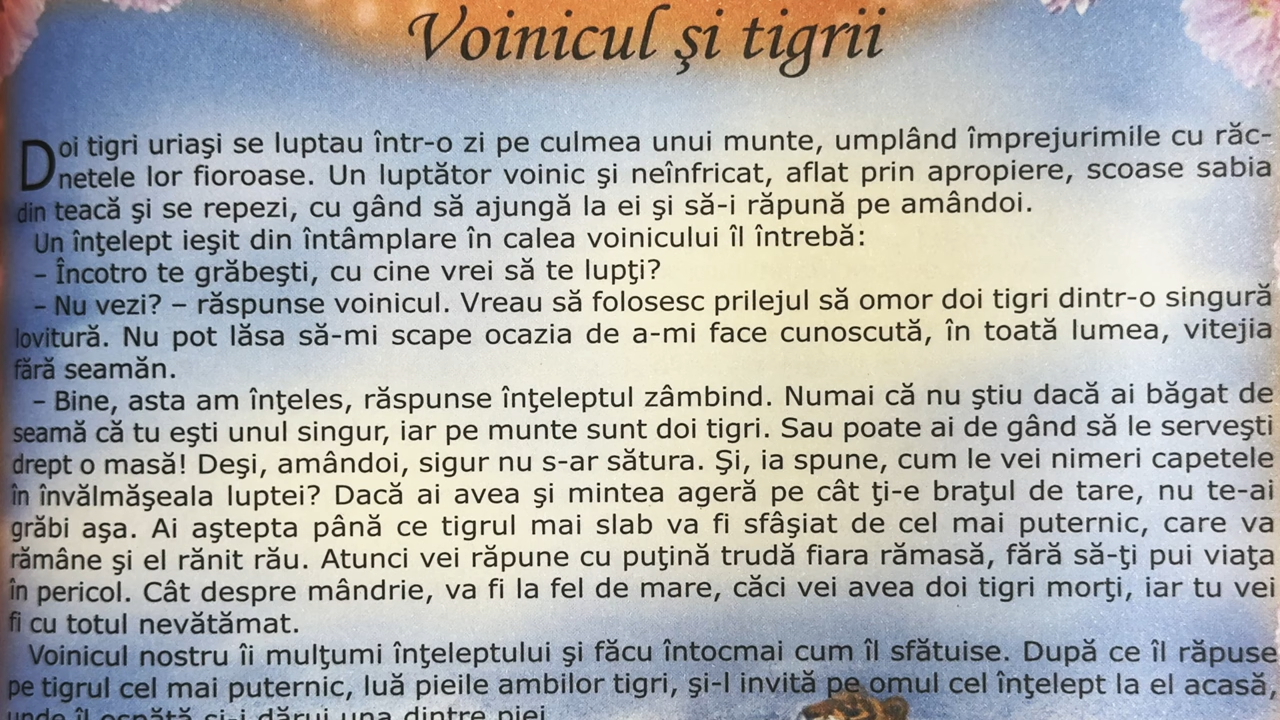 Voinicul şi tigrii
Doi tigri uriaşi se luptau într-o zi pe culmea unui munte, umplând împrejurimile cu răc-
netele lor fioroase. Un luptător voinic şi neînfricat, aflat prin apropiere, scoase sabia
din teacă şi se repezi, cu gând să ajungă la ei şi să-i răpună pe amândoi.
Un înţelept ieşit din întâmplare în calea voinicului îl întrebă:
– Încotro te grăbeşti, cu cine vrei să te lupţi?
– Nu vezi? – răspunse voinicul. Vreau să folosesc prilejul să omor doi tigri dintr-o singură
lovitură. Nu pot lăsa să-mi scape ocazia de a-mi face cunoscută, în toată lumea, vitejia
fără seamăn.
– Bine, asta am înţeles, răspunse înţeleptul zâmbind. Numai că nu ştiu dacă ai băgat de
seamă că tu eşti unul singur, iar pe munte sunt doi tigri. Sau poate ai de gând să le serveşti
drept o masă! Deşi, amândoi, sigur nu s-ar sătura. Şi, ia spune, cum le vei nimeri capetele
în învălmăşeala luptei? Dacă ai avea şi mintea ageră pe cât ţi-e braţul de tare, nu te-ai
grăbi aşa. Ai aştepta până ce tigrul mai slab va fi sfâşiat de cel mai puternic, care va
rămâne şi el rănit rău. Atunci vei răpune cu puţină trudă fiara rămasă, fără să-ţi pui viaţa
în pericol. Cât despre mândrie, va fi la fel de mare, căci vei avea doi tigri morţi, iar tu vei
fi cu totul nevătămat.
Voinicul nostru îi mulţumi înţeleptului şi făcu întocmai cum îl sfătuise. După ce îl răpuse
pe tigrul cel mai puternic, luă pieile ambilor tigri, şi-l invită pe omul cel înţelept la el acasă,
unde îl ospătă şi-i dărui una dintre piei.